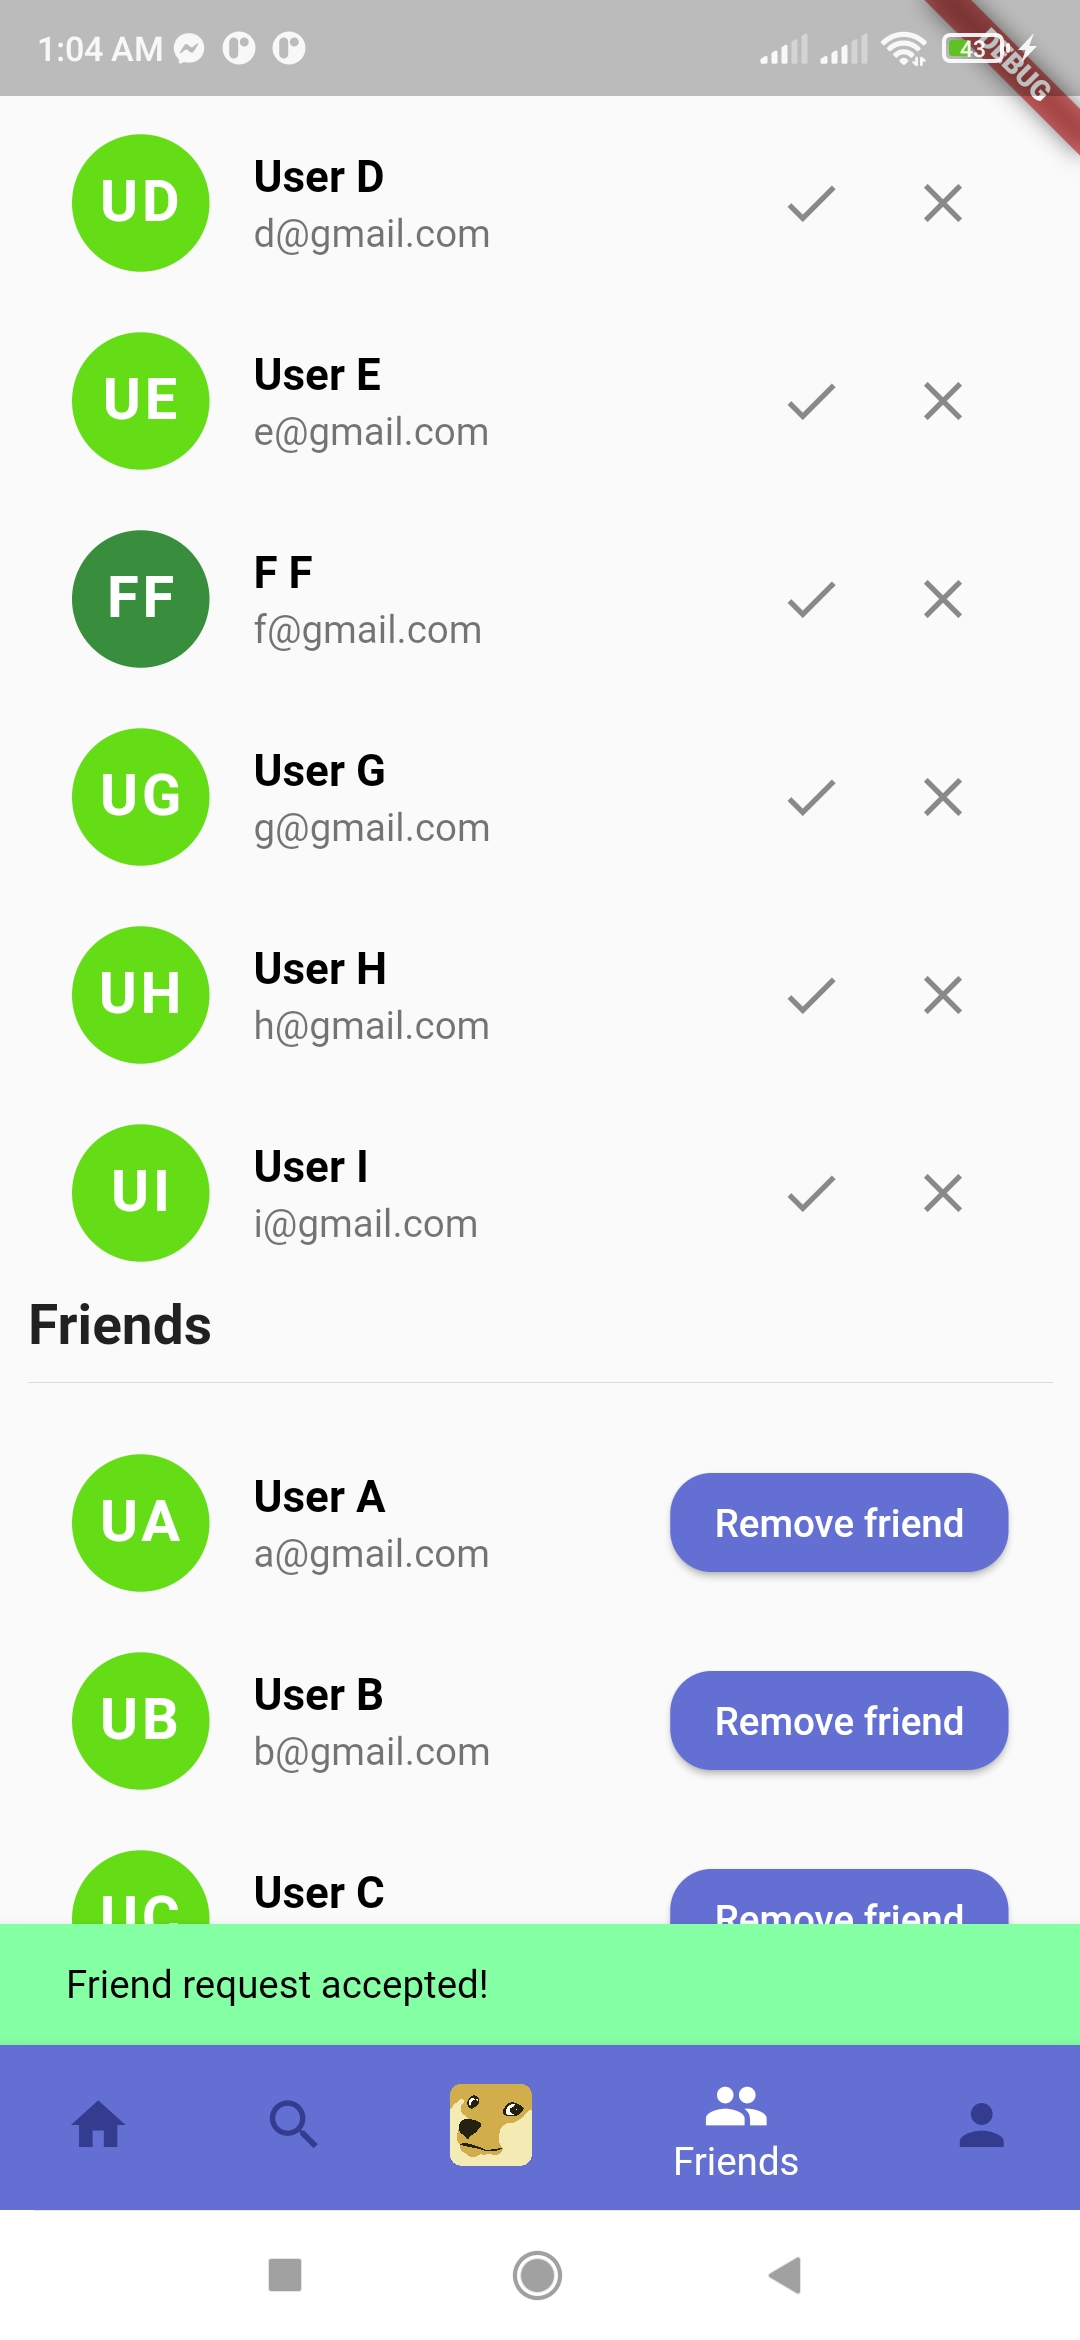 1:04 AM
43
DEBUG
UD
User D
d@gmail.com
UE
User E
e@gmail.com
FF
F F
f@gmail.com
UG
User G
g@gmail.com
UH
User H
h@gmail.com
UI
User I
i@gmail.com
Friends
UA
User A
a@gmail.com
Remove friend
UB
User B
b@gmail.com
Remove friend
UC
User C
Remove friend
Friend request accepted!
Friends